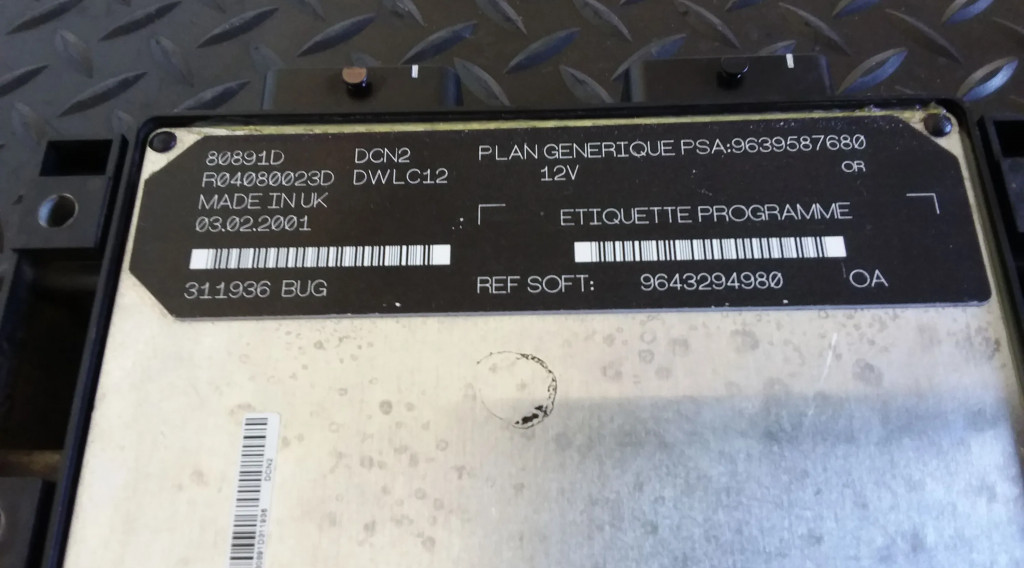 80891D DCN2 PLAN GENERIQUE PSA:9639587680
R04080023D DWLC12 12V OR
MADE IN UK
03.02.2001 ETIQUETTE PROGRAMME
311936 BUG REF SOFT: 9643294980 OA
DCN2
80891D311936